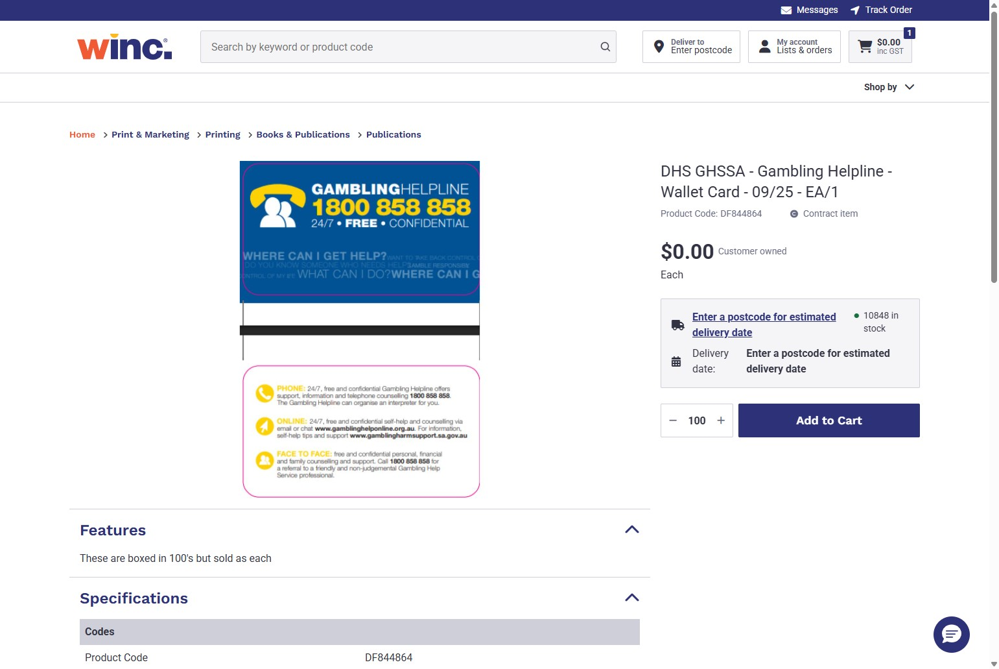 Messages
Track Order
winc.®
Search by keyword or product code
Deliver to
Enter postcode
My account
Lists & orders
1
$0.00
inc GST
Shop by
Home
Print & Marketing
Printing
Books & Publications
Publications
GAMBLINGHELPLINE
1800 858 858
24/7 • FREE • CONFIDENTIAL
WHERE CAN I GET HELP? WANT TO TAKE BACK CONTROL
DO YOU KNOW SOMEONE WHO NEEDS HELP? GAMBLE RESPONSIBLY
CONTROL OF MY LIFE WHAT CAN I DO? WHERE CAN I G
PHONE: 24/7, free and confidential Gambling Helpline offers
support, information and telephone counselling 1800 858 858.
The Gambling Helpline can organise an interpreter for you.
ONLINE: 24/7, free and confidential self-help and counselling via
email or chat www.gamblinghelponline.org.au. For information,
self-help tips and support www.gamblingharmsupport.sa.gov.au
FACE TO FACE: free and confidential personal, financial
and family counselling and support. Call 1800 858 858 for
a referral to a friendly and non-judgemental Gambling Help
Service professional.
DHS GHSSA - Gambling Helpline -
Wallet Card - 09/25 - EA/1
Product Code: DF844864
C Contract item
$0.00 Customer owned
Each
Enter a postcode for estimated
delivery date
10848 in
stock
Delivery
date:
Enter a postcode for estimated
delivery date
100
Add to Cart
Features
These are boxed in 100's but sold as each
Specifications
Codes
Product Code
DF844864